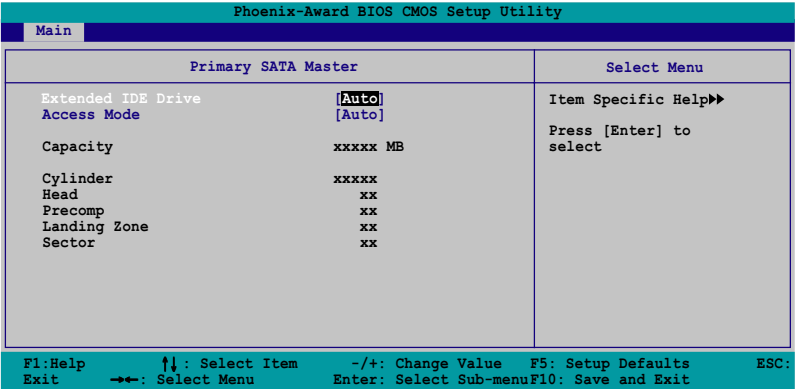 Phoenix-Award BIOS CMOS Setup Utility
Main
Primary SATA Master
Select Menu
Extended IDE Drive [Auto]
Access Mode [Auto]
Capacity xxxxx MB
Cylinder xxxxx
Head xx
Precomp xx
Landing Zone xx
Sector xx
Item Specific Help▶▶
Press [Enter] to
select
F1:Help ↑↓: Select Item -/+: Change Value F5: Setup Defaults ESC:
Exit →←: Select Menu Enter: Select Sub-menuF10: Save and Exit